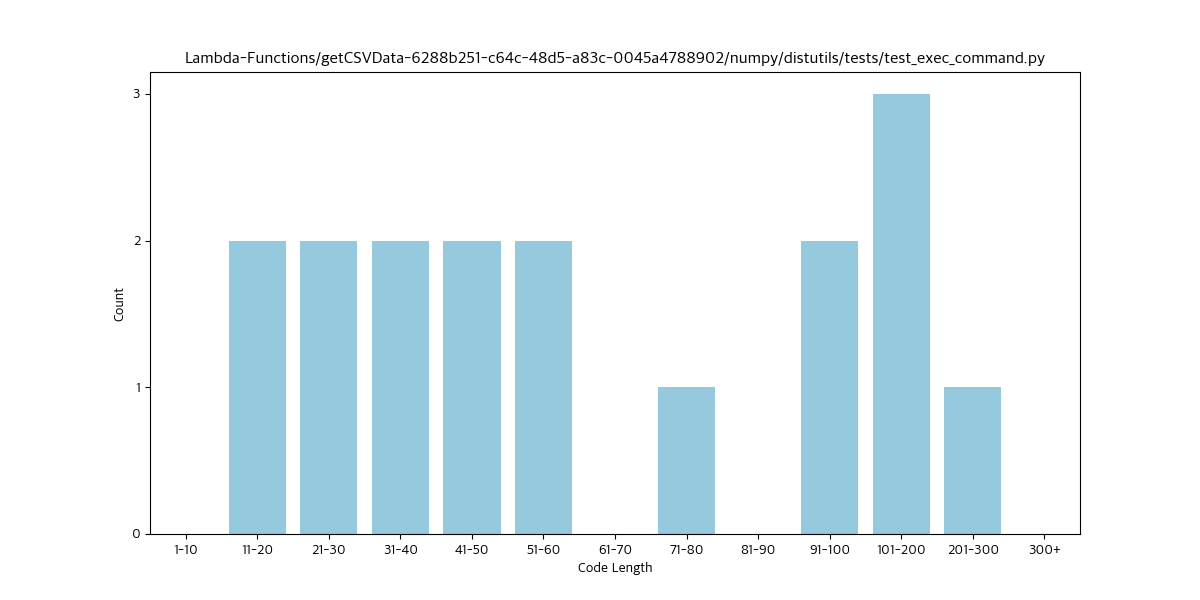 Lambda-Functions/getCSVData-6288b251-c64c-48d5-a83c-0045a4788902/numpy/distutils/tests/test_exec_command.py
3
2
1
0
Count
1-10 11-20 21-30 31-40 41-50 51-60 61-70 71-80 81-90 91-100 101-200 201-300 300+
Code Length